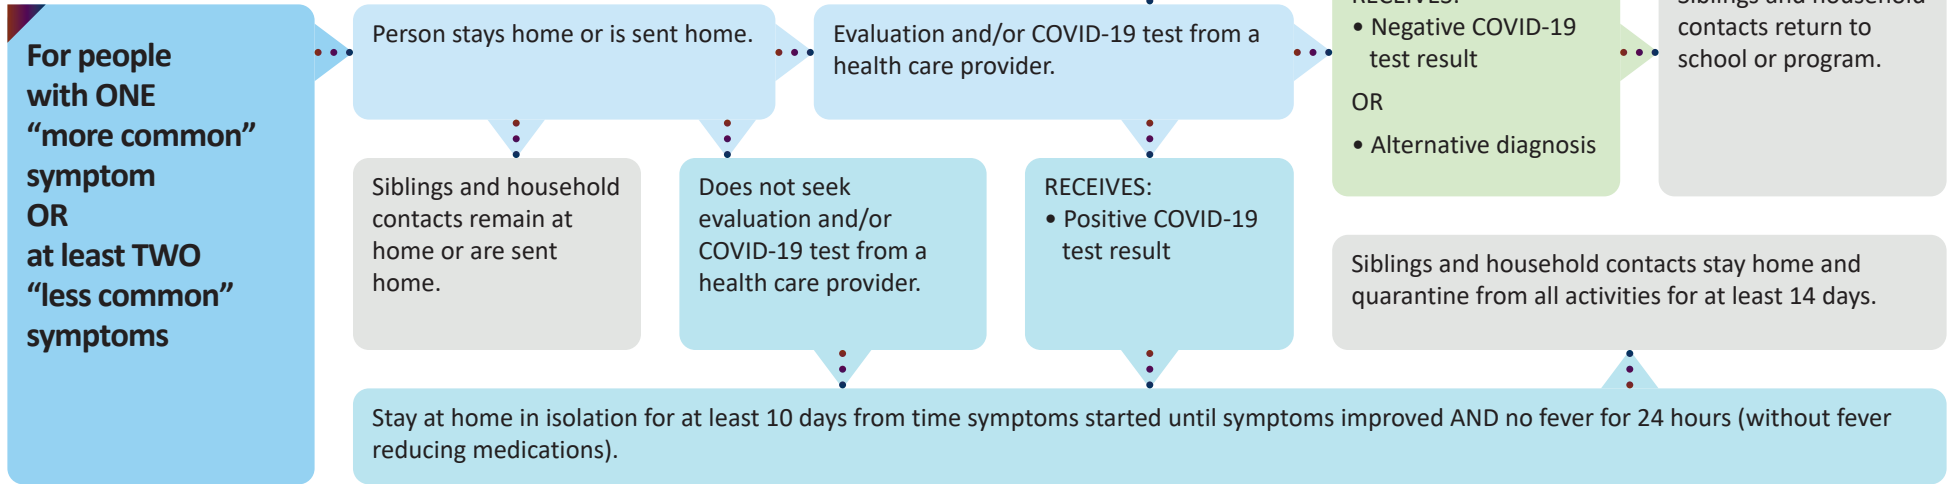 For people
with ONE
“more common”
symptom
OR
at least TWO
“less common”
symptoms
Person stays home or is sent home.
Evaluation and/or COVID-19 test from a
health care provider.
RECEIVES:
• Negative COVID-19
test result
OR
• Alternative diagnosis
Siblings and household
contacts return to
school or program.
Siblings and household
contacts remain at
home or are sent
home.
Does not seek
evaluation and/or
COVID-19 test from a
health care provider.
RECEIVES:
• Positive COVID-19
test result
Siblings and household contacts stay home and
quarantine from all activities for at least 14 days.
Stay at home in isolation for at least 10 days from time symptoms started until symptoms improved AND no fever for 24 hours (without fever
reducing medications).